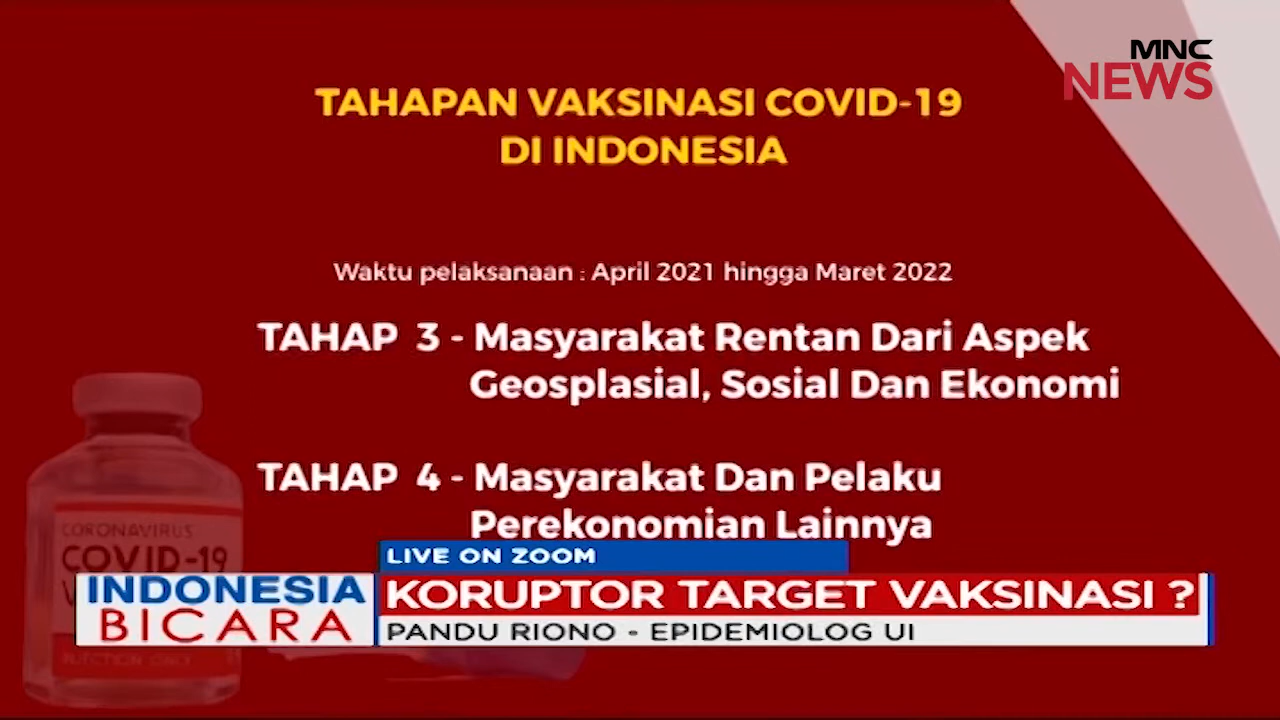 MNC
NEWS
TAHAPAN VAKSINASI COVID-19
DI INDONESIA
Waktu pelaksanaan : April 2021 hingga Maret 2022
TAHAP 3 - Masyarakat Rentan Dari Aspek
Geosplasial, Sosial Dan Ekonomi
TAHAP 4 - Masyarakat Dan Pelaku
Perekonomian Lainnya
CORONAVIRUS
COVID-19
LIVE ON ZOOM
INDONESIA
BICARA
KORUPTOR TARGET VAKSINASI ?
PANDU RIONO - EPIDEMIOLOG UI
INJECTION ONLY